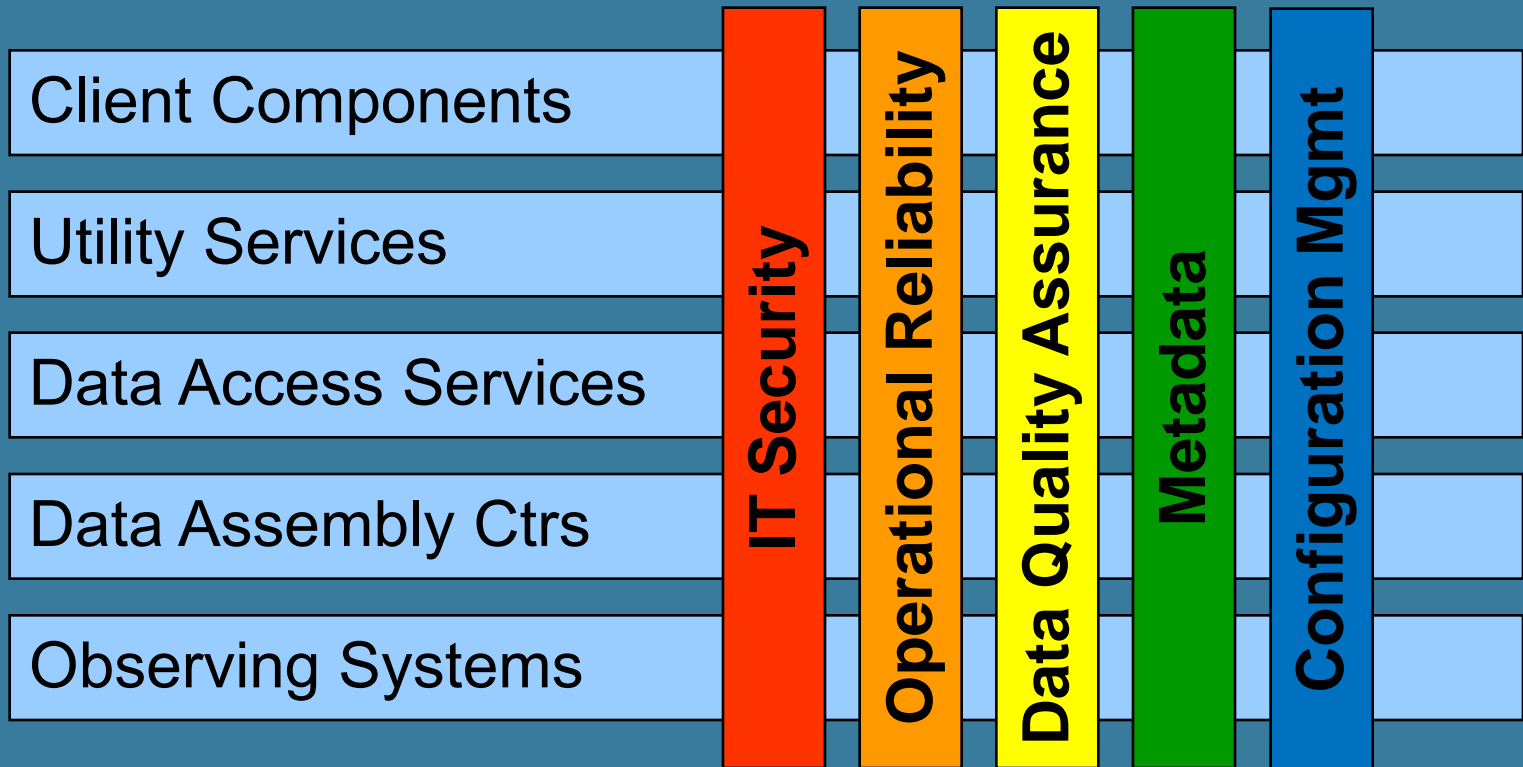 Client Components
Utility Services
Data Access Services
Data Assembly Ctrs
Observing Systems
IT Security
Operational Reliability
Data Quality Assurance
Metadata
Configuration Mgmt